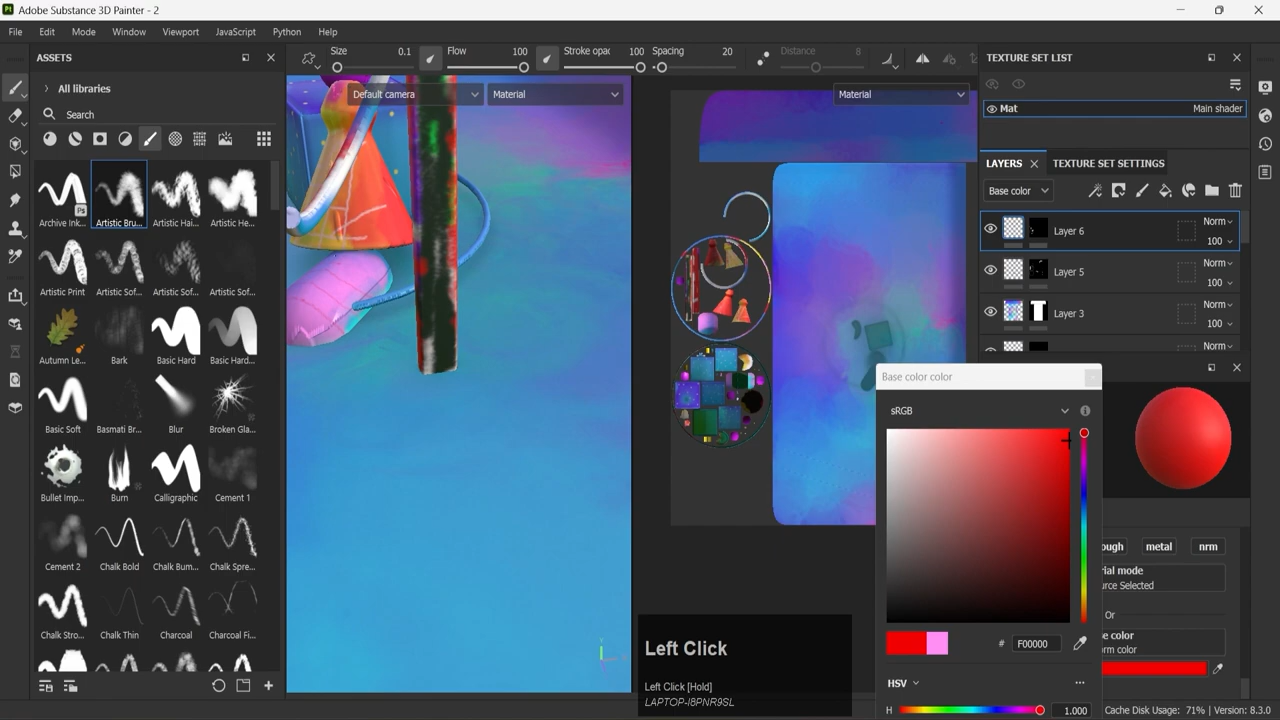 Adobe Substance 3D Painter - 2
File
Edit
Mode
Window
Viewport
JavaScript
Python
Help
Size
0.1
Flow
100
Stroke opac
100
Spacing
20
Distance
8
ASSETS
All libraries
Search
Archive Ink...
Artistic Bru...
Artistic Hai...
Artistic He...
Artistic Print
Artistic Sof...
Artistic Sof...
Artistic Sof...
Autumn Le...
Bark
Basic Hard
Basic Hard...
Basic Soft
Basmati Br...
Blur
Broken Gla...
Bullet Imp...
Burn
Calligraphic
Cement 1
Cement 2
Chalk Bold
Chalk Bum...
Chalk Spre...
Chalk Stro...
Chalk Thin
Charcoal
Charcoal Fi...
Default camera
Material
Material
TEXTURE SET LIST
Mat
Main shader
LAYERS
TEXTURE SET SETTINGS
Base color
Layer 6
Norm
100
Layer 5
Norm
100
Layer 3
Norm
100
Base color color
sRGB
# F00000
HSV
H
1.000
ough
metal
nrm
rial mode
urce Selected
Or
e color
orm color
Left Click
Left Click [Hold]
LAPTOP-I8PNR9SL
Cache Disk Usage: 71% | Version: 8.3.0